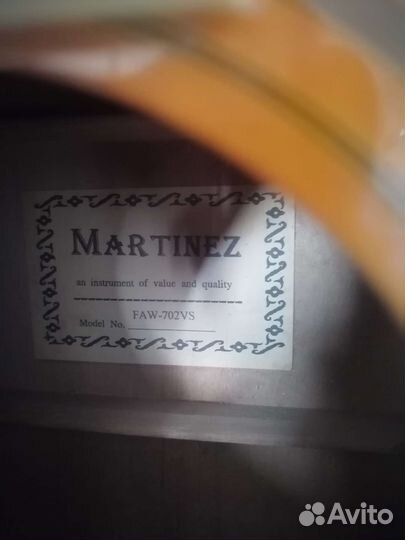 MARTINEZ
an instrument of value and quality
Model No. FAW-702VS
Avito